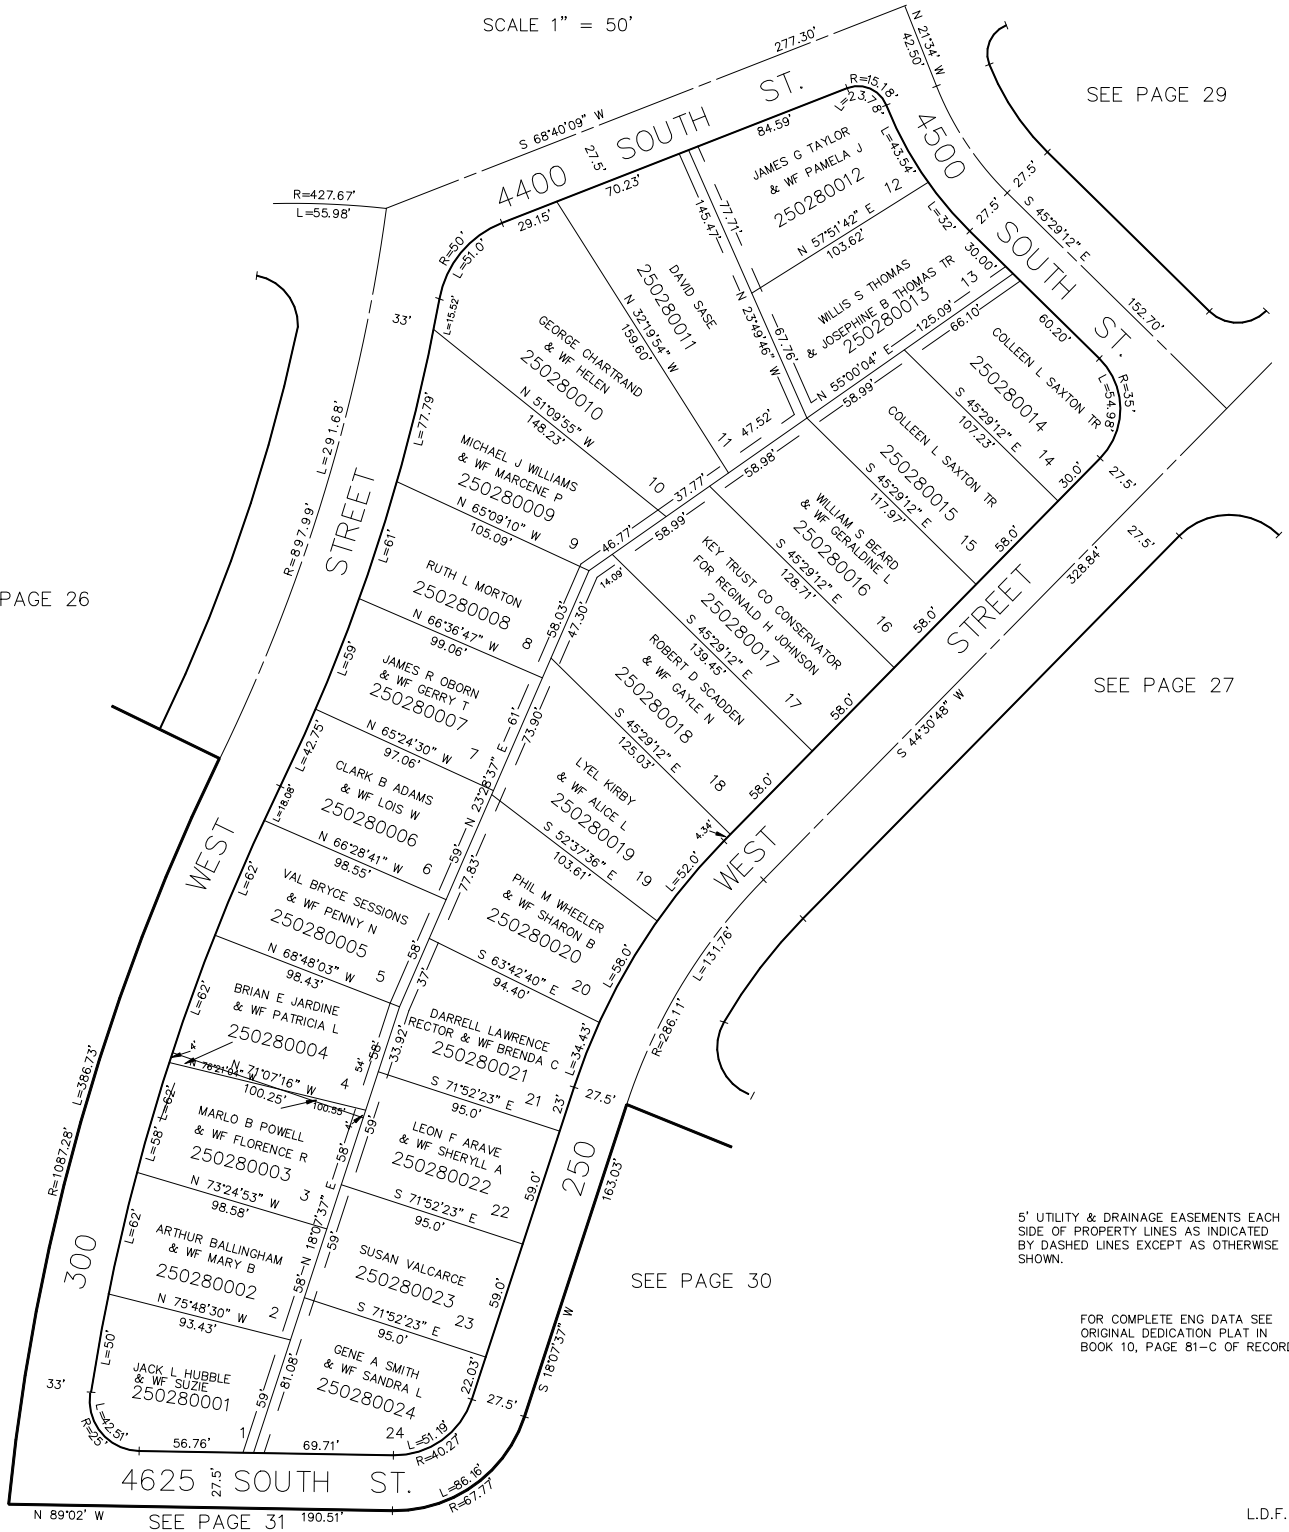 SCALE 1" = 50'
277.30'
N 21°34' W
42.50'
SEE PAGE 29
S 68°40'09" W
27.5'
4400 SOUTH ST.
R=15.18'
L=23.78'
84.59'
70.23'
29.15'
R=427.67'
L=55.98'
R=50'
L=51.0'
L=15.52'
33'
4500 SOUTH ST.
L=43.54'
L=32'
30.00'
27.5'
27.5'
S 45°29'12" E
152.70'
60.20'
R=35'
L=54.98'
27.5'
30.0'
JAMES G TAYLOR
& WF PAMELA J
250280012
12
77.71'
145.47'
N 57°51'42" E
103.62'
WILLIS S THOMAS
& JOSEPHINE B THOMAS TR
250280013
13
67.76'
N 23°49'46" W
N 55°00'04" E
125.09'
66.10'
58.99'
DAVID SASE
250280011
11
47.52'
N 32°19'54" W
159.60'
GEORGE CHARTRAND
& WF HELEN
250280010
10
37.77'
N 51°09'55" W
148.23'
58.98'
58.99'
46.77'
14.09'
COLLEEN L SAXTON TR
250280014
14
S 45°29'12" E
107.23'
COLLEEN L SAXTON TR
250280015
15
58.0'
S 45°29'12" E
117.97'
WILLIAM S BEARD
& WF GERALDINE L
250280016
16
58.0'
S 45°29'12" E
128.71'
KEY TRUST CO CONSERVATOR
FOR REGINALD H JOHNSON
250280017
17
58.0'
S 45°29'12" E
139.45'
ROBERT D SCADDEN
& WF GAYLE N
250280018
18
58.0'
S 45°29'12" E
125.03'
4.34'
LYEL KIRBY
& WF ALICE L
250280019
19
L=52.0'
S 52°37'36" E
103.61'
PHIL M WHEELER
& WF SHARON B
250280020
20
L=58.0'
S 63°42'40" E
94.40'
DARRELL LAWRENCE
RECTOR & WF BRENDA C
250280021
21
L=34.43'
23'
27.5'
S 71°52'23" E
95.0'
LEON F ARAVE
& WF SHERYLL A
250280022
22
59.0'
S 71°52'23" E
95.0'
SUSAN VALCARCE
250280023
23
59.0'
S 71°52'23" E
95.0'
GENE A SMITH
& WF SANDRA L
250280024
24
22.03'
27.5'
L=51.19'
R=40.27'
69.71'
81.08'
MICHAEL J WILLIAMS
& WF MARCENE P
250280009
9
L=77.79'
N 65°09'10" W
105.09'
RUTH L MORTON
250280008
8
L=61'
58.03'
47.30'
N 66°36'47" W
99.06'
JAMES R OBORN
& WF GERRY T
250280007
7
L=59'
61'
73.90'
N 65°24'30" W
97.06'
N 23°28'37" E
CLARK B ADAMS
& WF LOIS W
250280006
6
L=42.75'
L=18.08'
59'
77.83'
N 66°28'41" W
98.55'
VAL BRYCE SESSIONS
& WF PENNY N
250280005
5
L=62'
58'
37'
N 68°48'03" W
98.43'
BRIAN E JARDINE
& WF PATRICIA L
250280004
4
L=62'
58'
54'
33.92'
4'
N 71°07'16" W
N 76°21'04" W
100.25'
100.55'
4'
MARLO B POWELL
& WF FLORENCE R
250280003
3
L=62'
L=58'
58'
59'
N 73°24'53" W
98.58'
N 18°07'37" E
ARTHUR BALLINGHAM
& WF MARY B
250280002
2
L=62'
58'
59'
N 75°48'30" W
93.43'
JACK L HUBBLE
& WF SUZIE
250280001
1
L=50'
59'
33'
L=42.51'
R=25'
56.76'
4625 SOUTH ST.
27.5'
N 89°02' W
190.51'
SEE PAGE 31
L=86.16'
R=67.77'
300 WEST STREET
L=291.68'
R=897.99'
L=386.73'
R=1087.28'
PAGE 26
250 WEST STREET
27.5'
328.84'
27.5'
S 44°30'48" W
L=131.76'
R=286.11'
163.03'
S 18°07'37" W
SEE PAGE 27
SEE PAGE 30
5' UTILITY & DRAINAGE EASEMENTS EACH
SIDE OF PROPERTY LINES AS INDICATED
BY DASHED LINES EXCEPT AS OTHERWISE
SHOWN.
FOR COMPLETE ENG DATA SEE
ORIGINAL DEDICATION PLAT IN
BOOK 10, PAGE 81-C OF RECORD
L.D.F.